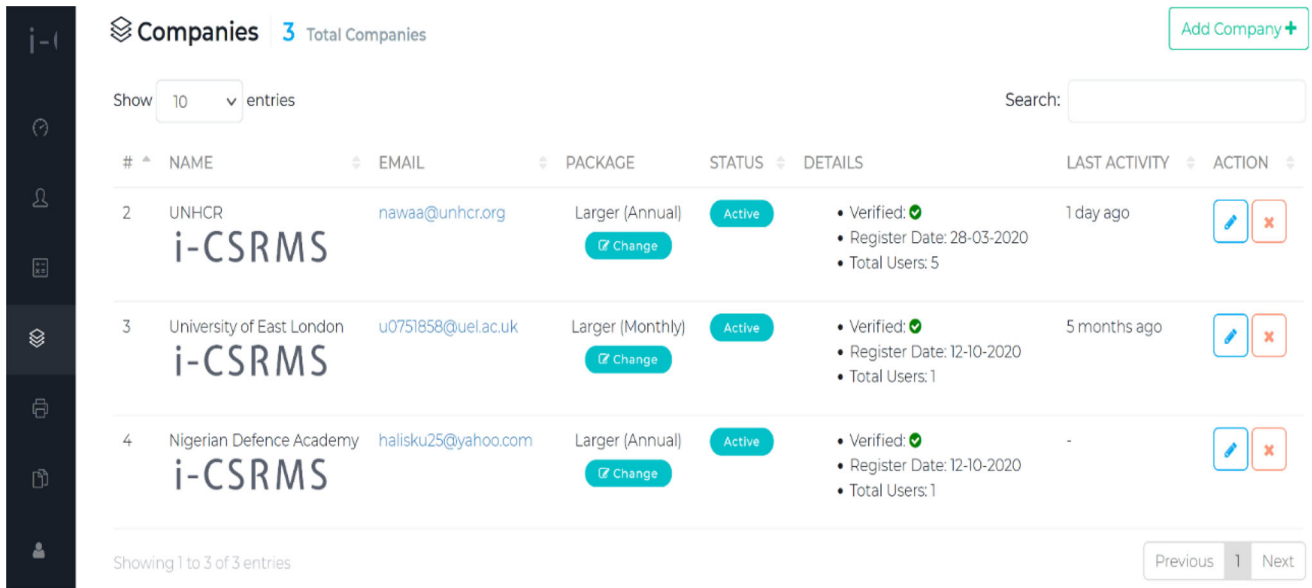 i-(
Companies 3 Total Companies
Add Company +
Show 10 entries
Search:
# NAME EMAIL PACKAGE STATUS DETAILS LAST ACTIVITY ACTION
2 UNHCR nawaa@unhcr.org Larger (Annual) Active • Verified: 1 day ago
i-CSRMS Change • Register Date: 28-03-2020
• Total Users: 5
3 University of East London u0751858@uel.ac.uk Larger (Monthly) Active • Verified: 5 months ago
i-CSRMS Change • Register Date: 12-10-2020
• Total Users: 1
4 Nigerian Defence Academy halisku25@yahoo.com Larger (Annual) Active • Verified: -
i-CSRMS Change • Register Date: 12-10-2020
• Total Users: 1
Showing 1 to 3 of 3 entries
Previous 1 Next